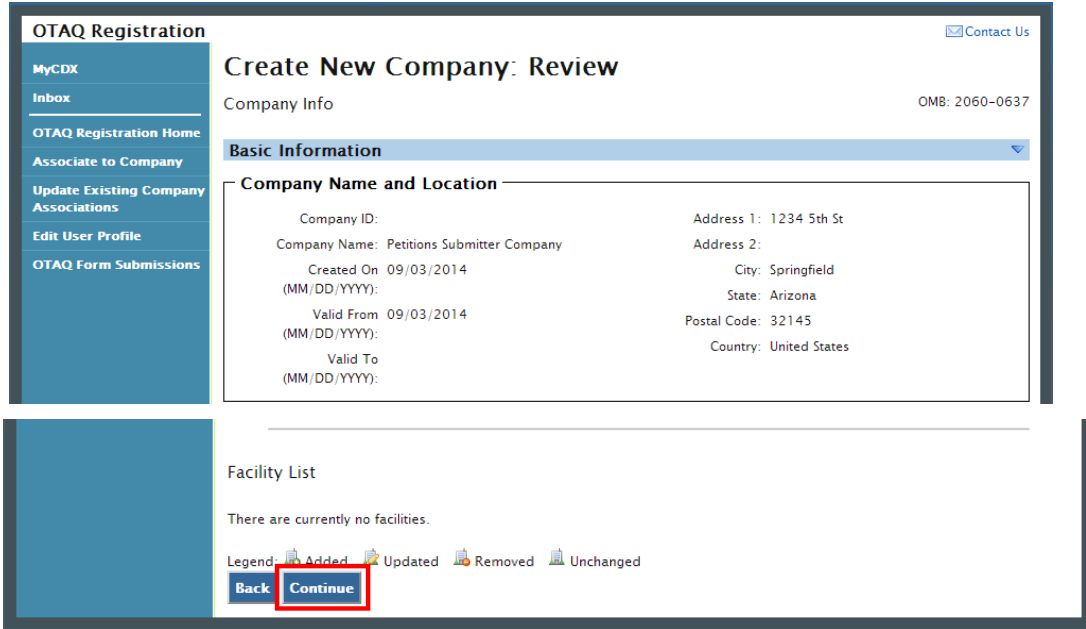 OTAQ Registration
Contact Us
MyCDX
Inbox
OTAQ Registration Home
Associate to Company
Update Existing Company
Associations
Edit User Profile
OTAQ Form Submissions
Create New Company: Review
Company Info
OMB: 2060-0637
Basic Information
Company Name and Location
Company ID:
Company Name: Petitions Submitter Company
Created On 09/03/2014
(MM/DD/YYYY):
Valid From 09/03/2014
(MM/DD/YYYY):
Valid To
(MM/DD/YYYY):
Address 1: 1234 5th St
Address 2:
City: Springfield
State: Arizona
Postal Code: 32145
Country: United States
Facility List
There are currently no facilities.
Legend: Added Updated Removed Unchanged
Back Continue